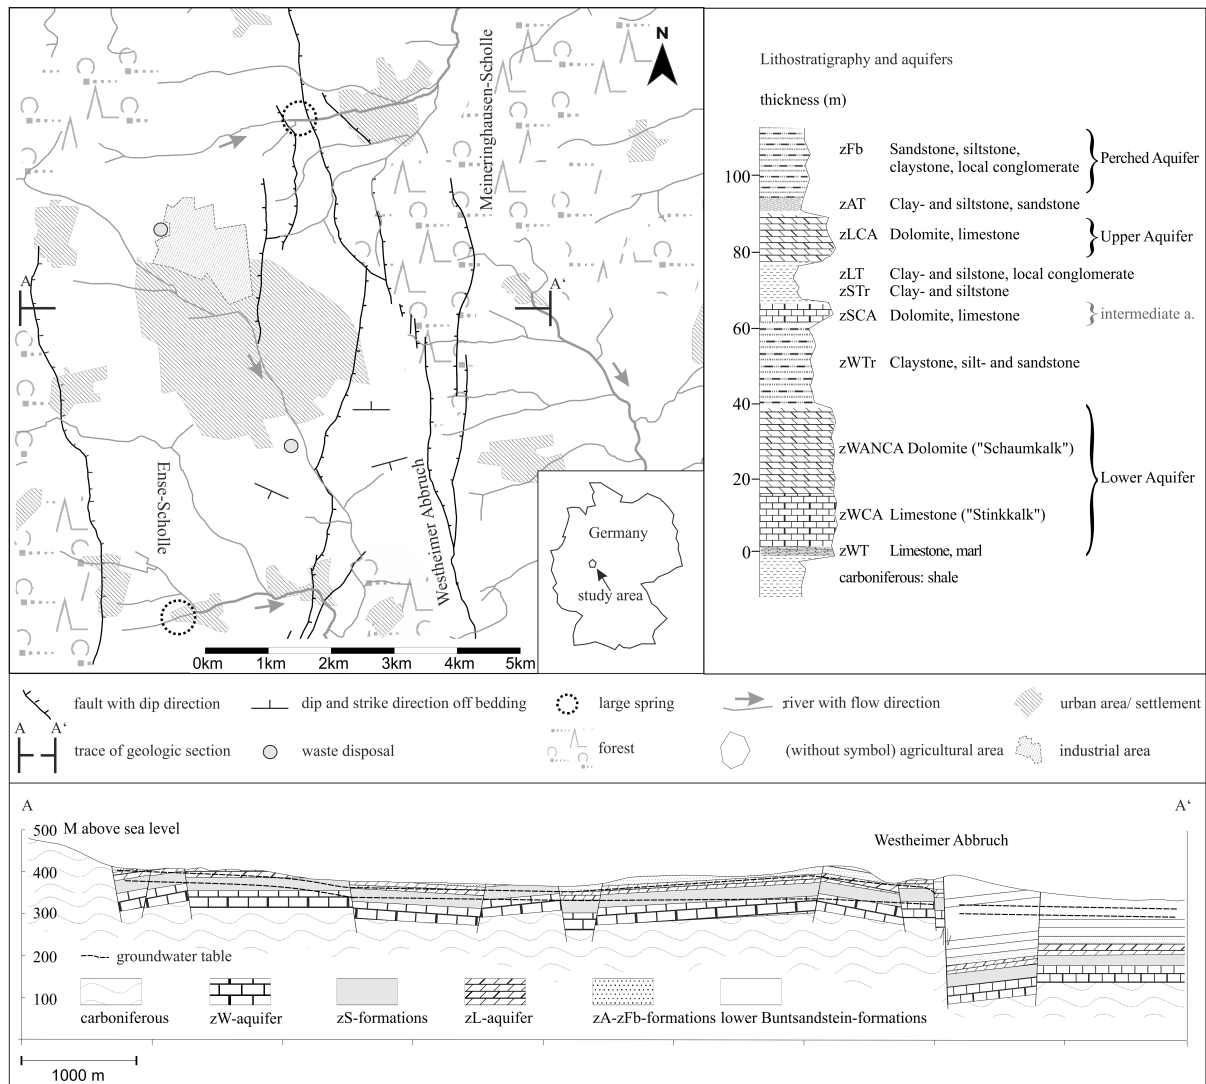 N
Meineringhausen-Scholle
A
A'
Ense-Scholle
Westheimer Abbruch
Germany
study area
0km 1km 2km 3km 4km 5km
Lithostratigraphy and aquifers
thickness (m)
zFb Sandstone, siltstone,
claystone, local conglomerate
Perched Aquifer
100
zAT Clay- and siltstone, sandstone
zLCA Dolomite, limestone
Upper Aquifer
80
zLT Clay- and silstone, local conglomerate
zSTr Clay- and siltstone
zSCA Dolomite, limestone
intermediate a.
60
zWTr Claystone, silt- and sandstone
40
zWANCA Dolomite ("Schaumkalk")
Lower Aquifer
20
zWCA Limestone ("Stinkkalk")
0
zWT Limestone, marl
carboniferous: shale
fault with dip direction
dip and strike direction off bedding
large spring
river with flow direction
urban area/ settlement
A A'
trace of geologic section
waste disposal
forest
(without symbol) agricultural area
industrial area
A
A'
500 M above sea level
Westheimer Abbruch
400
300
200
groundwater table
100
carboniferous
zW-aquifer
zS-formations
zL-aquifer
zA-zFb-formations
lower Buntsandstein-formations
1000 m